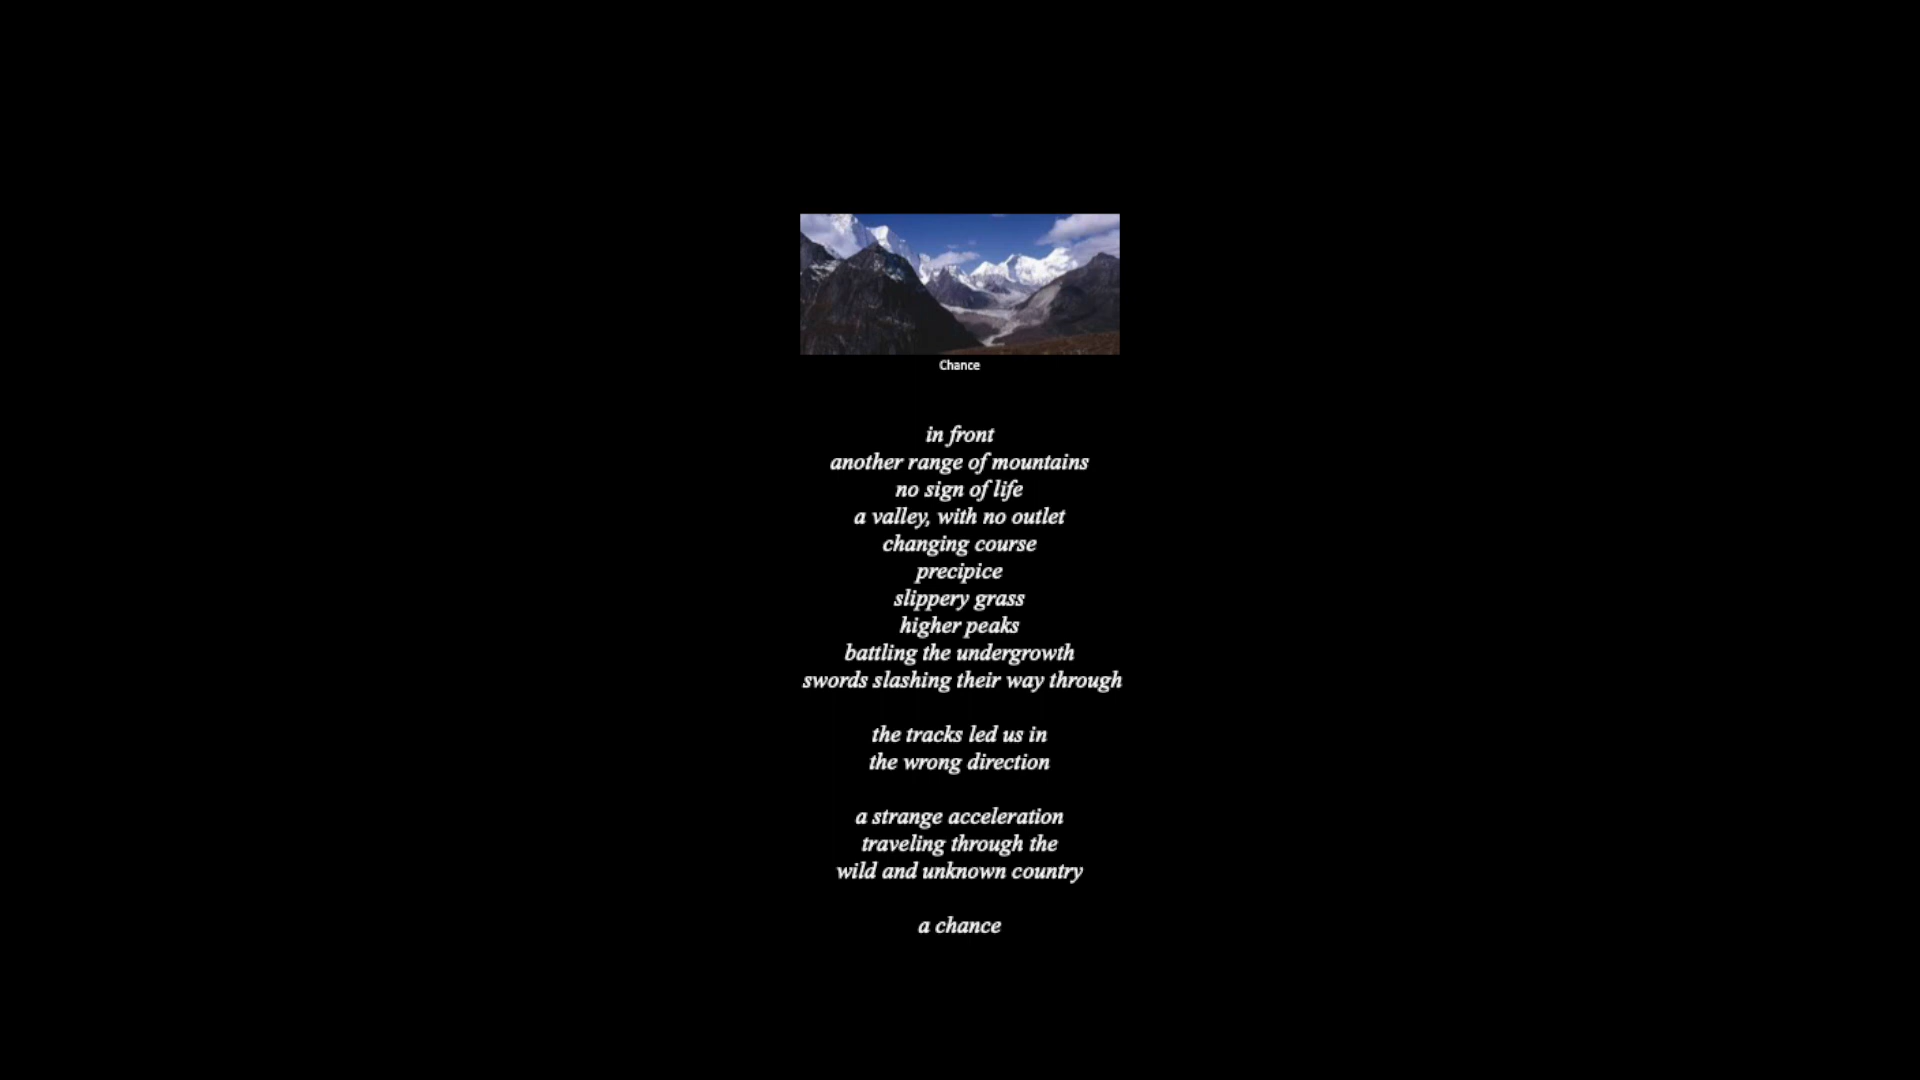 Chance
in front
another range of mountains
no sign of life
a valley, with no outlet
changing course
precipice
slippery grass
higher peaks
battling the undergrowth
swords slashing their way through
the tracks led us in
the wrong direction
a strange acceleration
traveling through the
wild and unknown country
a chance